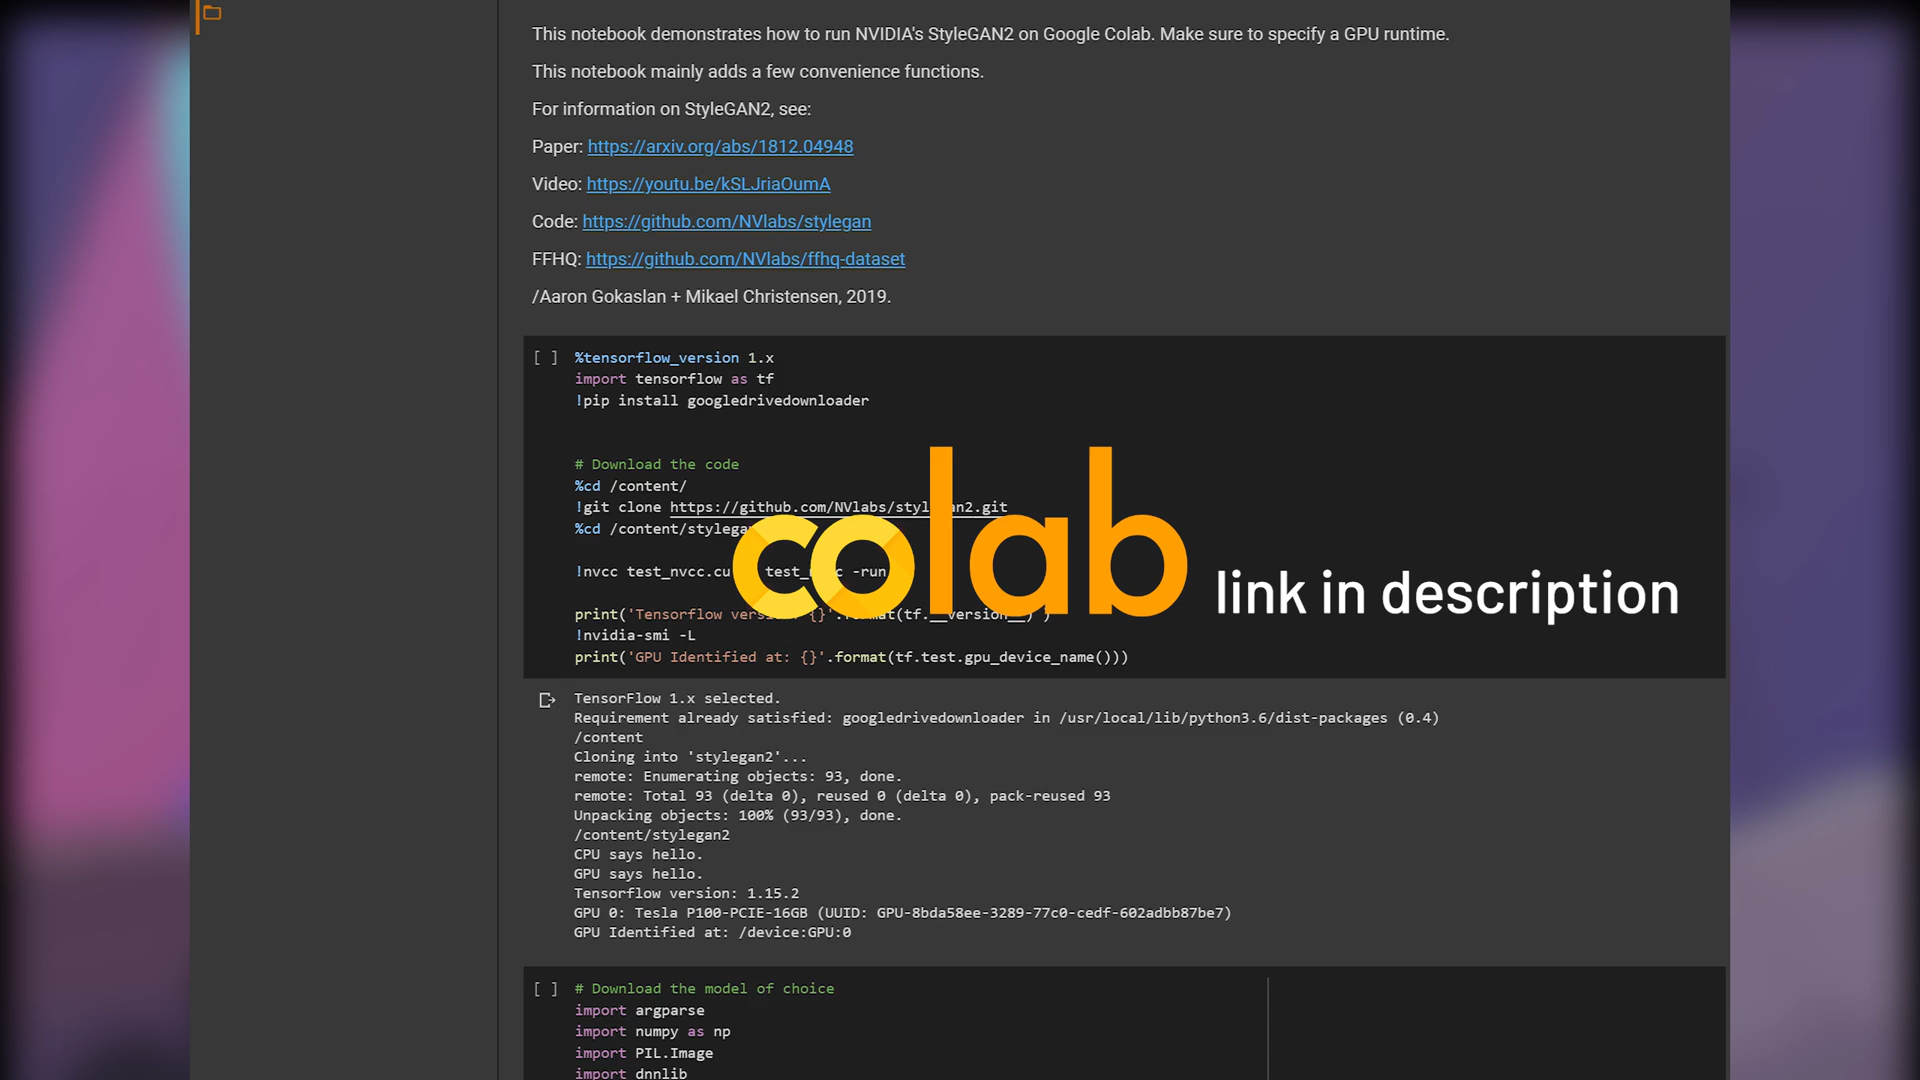 This notebook demonstrates how to run NVIDIA's StyleGAN2 on Google Colab. Make sure to specify a GPU runtime.
This notebook mainly adds a few convenience functions.
For information on StyleGAN2, see:
Paper: https://arxiv.org/abs/1812.04948
Video: https://youtu.be/kSLJriaOumA
Code: https://github.com/NVlabs/stylegan
FFHQ: https://github.com/NVlabs/ffhq-dataset
/Aaron Gokaslan + Mikael Christensen, 2019.
[ ] %tensorflow_version 1.x
import tensorflow as tf
!pip install googledrivedownloader
# Download the code
%cd /content/
!git clone https://github.com/NVlabs/styl an2.git
%cd /content/stylega
!nvcc test_nvcc.cu test_n c -run
colab link in description
print('Tensorflow versi {}'.f mat(tf.__version__) )
!nvidia-smi -L
print('GPU Identified at: {}'.format(tf.test.gpu_device_name()))
TensorFlow 1.x selected.
Requirement already satisfied: googledrivedownloader in /usr/local/lib/python3.6/dist-packages (0.4)
/content
Cloning into 'stylegan2'...
remote: Enumerating objects: 93, done.
remote: Total 93 (delta 0), reused 0 (delta 0), pack-reused 93
Unpacking objects: 100% (93/93), done.
/content/stylegan2
CPU says hello.
GPU says hello.
Tensorflow version: 1.15.2
GPU 0: Tesla P100-PCIE-16GB (UUID: GPU-8bda58ee-3289-77c0-cedf-602adbb87be7)
GPU Identified at: /device:GPU:0
[ ] # Download the model of choice
import argparse
import numpy as np
import PIL.Image
import dnnlib